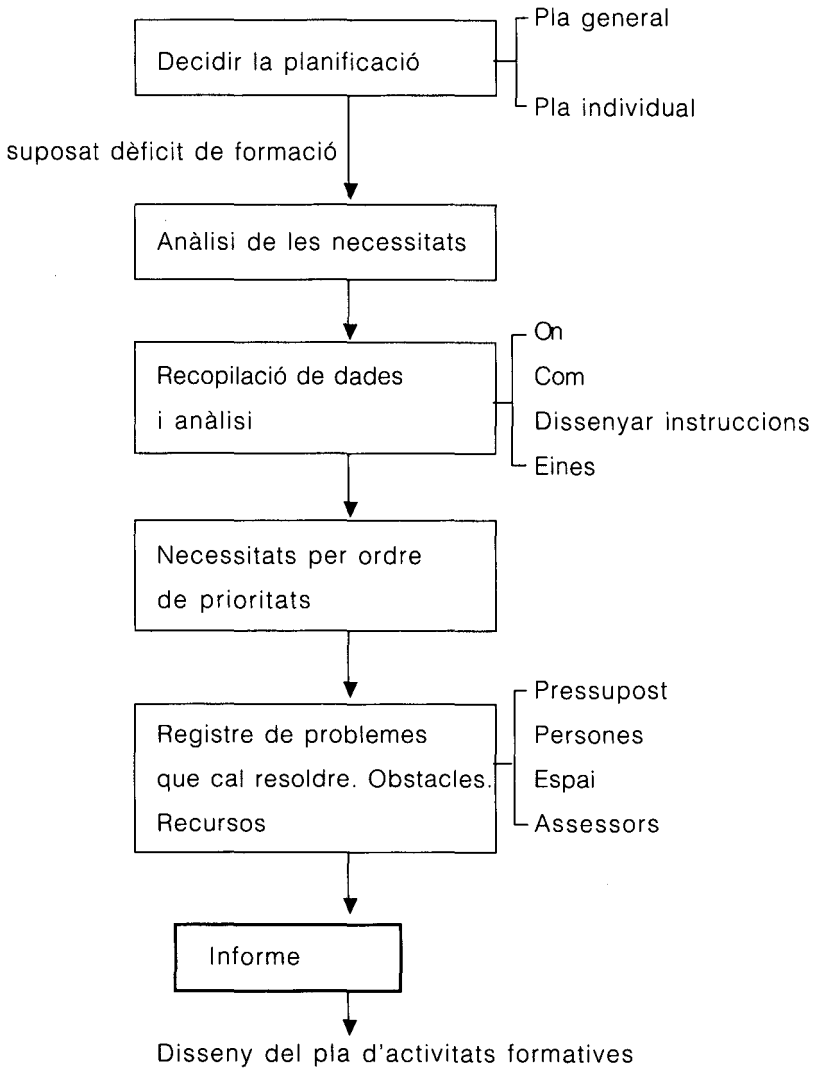 Pla general
Decidir la planificació
Pla individual
suposat dèficit de formació
Anàlisi de les necessitats
On
Recopilació de dades
Com
i anàlisi
Dissenyar instruccions
Eines
Necessitats per ordre
de prioritats
Pressupost
Registre de problemes
Persones
que cal resoldre. Obstacles.
Espai
Recursos
Assessors
Informe
Disseny del pla d'activitats formatives